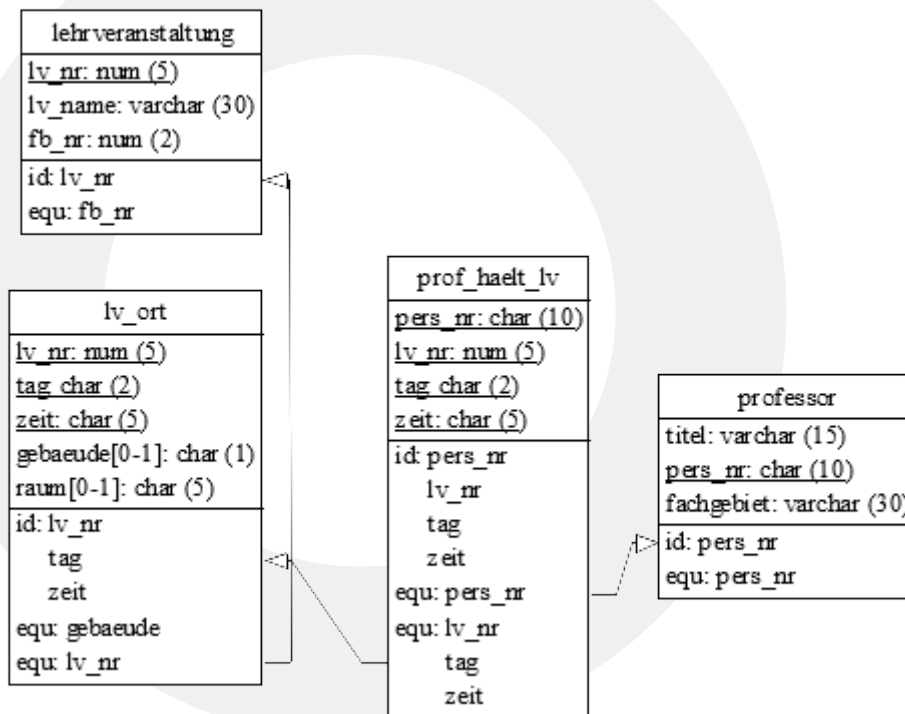 lehrveranstaltung
lv_nr: num (5)
lv_name: varchar (30)
fb_nr: num (2)
id: lv_nr
equ: fb_nr
lv_ort
lv_nr: num (5)
tag char (2)
zeit: char (5)
gebaeude[0-1]: char (1)
raum[0-1]: char (5)
id: lv_nr
tag
zeit
equ: gebaeude
equ: lv_nr
prof_haelt_lv
pers_nr: char (10)
lv_nr: num (5)
tag char (2)
zeit: char (5)
id: pers_nr
lv_nr
tag
zeit
equ: pers_nr
equ: lv_nr
tag
zeit
professor
titel: varchar (15)
pers_nr: char (10)
fachgebiet: varchar (30)
id: pers_nr
equ: pers_nr